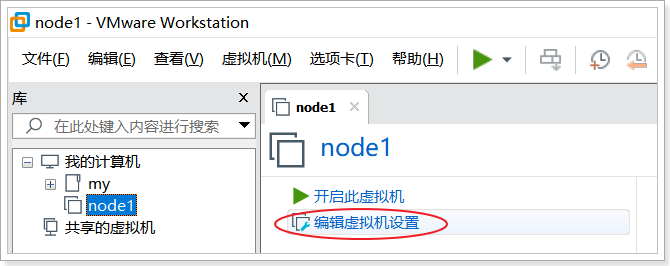 node1 - VMware Workstation
文件(F) 编辑(E) 查看(V) 虚拟机(M) 选项卡(T) 帮助(H)
库
在此处键入内容进行搜索
我的计算机
my
node1
共享的虚拟机
node1
node1
开启此虚拟机
编辑虚拟机设置